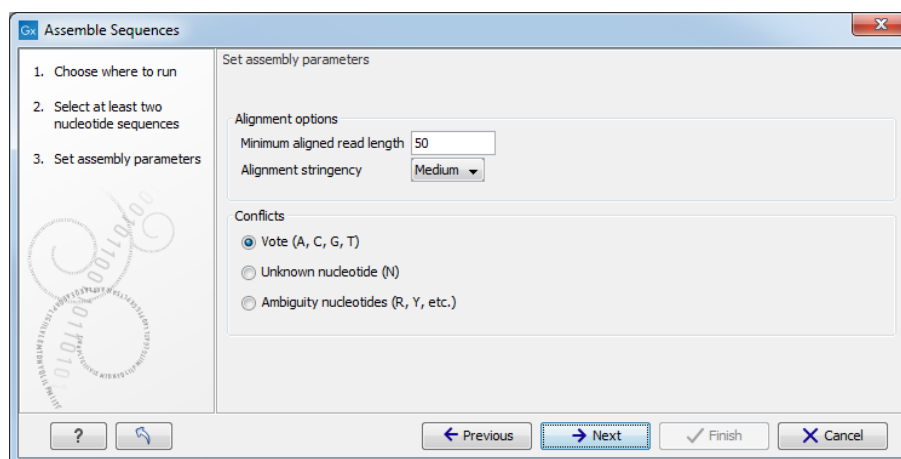 Gx Assemble Sequences
1. Choose where to run
2. Select at least two
nucleotide sequences
3. Set assembly parameters
Set assembly parameters
Alignment options
Minimum aligned read length 50
Alignment stringency Medium
Conflicts
Vote (A, C, G, T)
Unknown nucleotide (N)
Ambiguity nucleotides (R, Y, etc.)
? Previous Next Finish Cancel